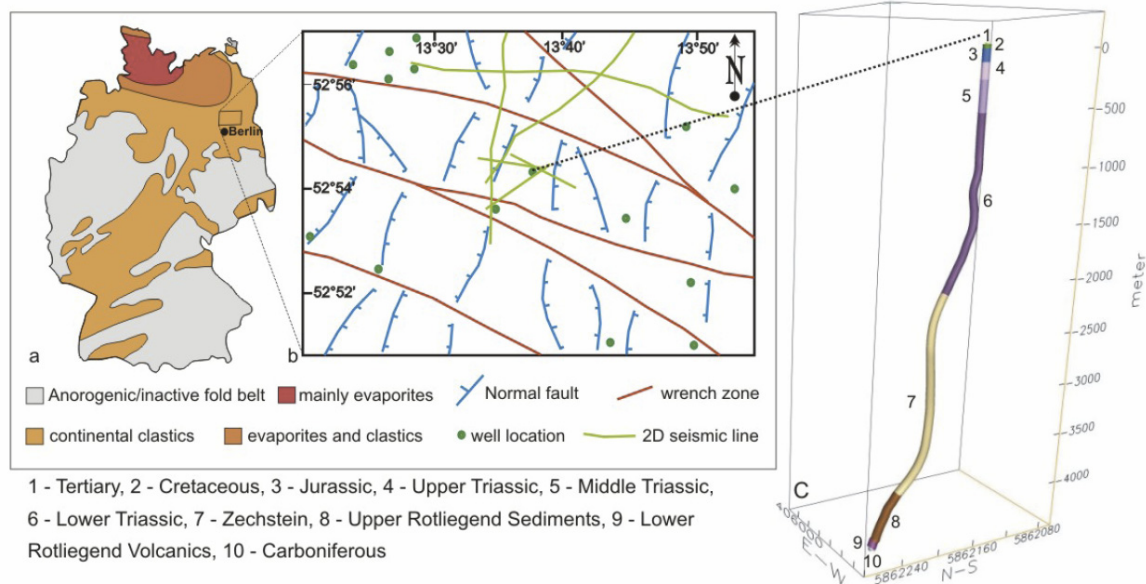 13°30'
13°40'
13°50'
N
52°56'
52°54'
52°52'
Berlin
a
b
Anorogenic/inactive fold belt
mainly evaporites
Normal fault
wrench zone
continental clastics
evaporites and clastics
well location
2D seismic line
1 - Tertiary, 2 - Cretaceous, 3 - Jurassic, 4 - Upper Triassic, 5 - Middle Triassic,
6 - Lower Triassic, 7 - Zechstein, 8 - Upper Rotliegend Sediments, 9 - Lower
Rotliegend Volcanics, 10 - Carboniferous
1
2
3
4
5
6
7
8
9
10
C
0
-500
-1000
-1500
-2000
-2500
-3000
-3500
-4000
meter
E-W
5862240
5862160
5862080
N-S